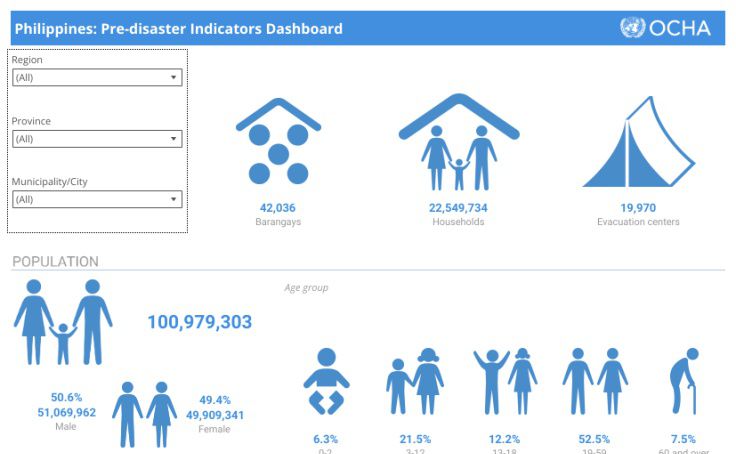 Philippines: Pre-disaster Indicators Dashboard
OCHA
Region
(All)
Province
(All)
Municipality/City
(All)
42,036
Barangays
22,549,734
Households
19,970
Evacuation centers
POPULATION
Age group
100,979,303
50.6%
51,069,962
Male
49.4%
49,909,341
Female
6.3%
0-2
21.5%
3-12
12.2%
13-18
52.5%
19-59
7.5%
60 and over